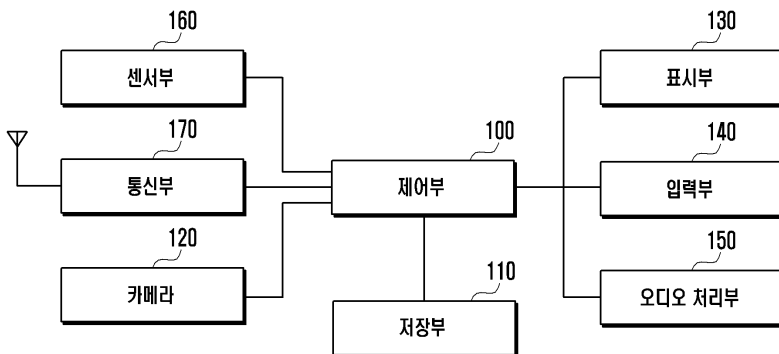 160
센서부
170
통신부
120
카메라
100
제어부
110
저장부
130
표시부
140
입력부
150
오디오 처리부